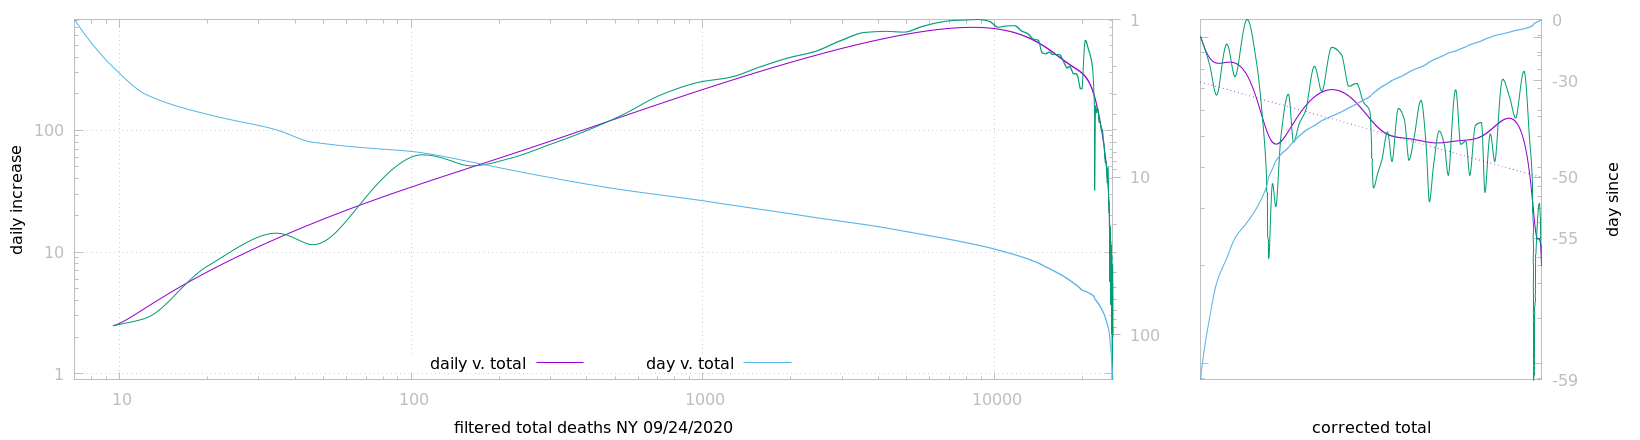 daily increase
100
10
1
10
100
1000
10000
1
10
100
daily v. total
day v. total
filtered total deaths NY 09/24/2020
0
-30
-50
-55
-59
day since
corrected total